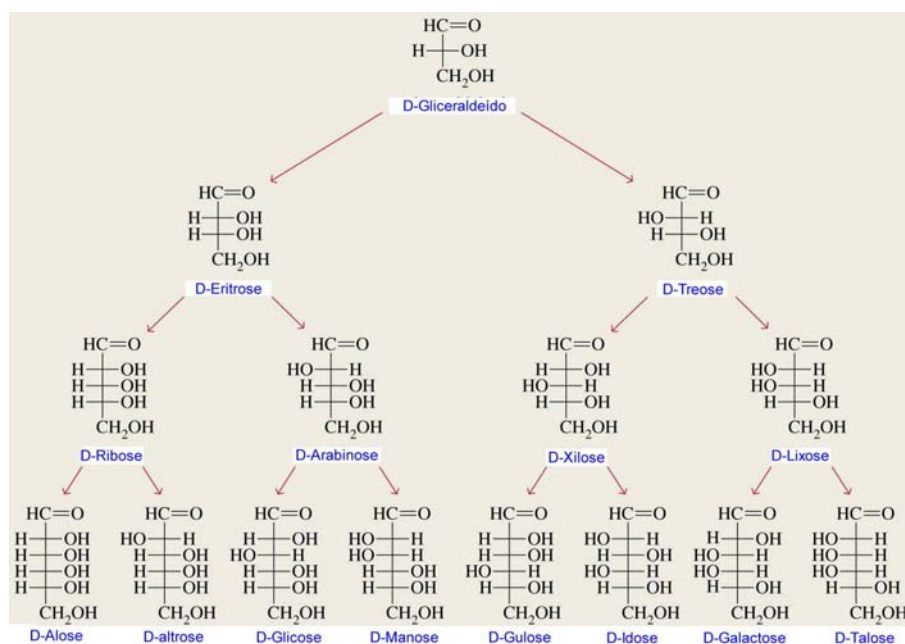 HC=O
H OH
CH₂OH
D-Gliceraldeído
HC=O HC=O
H OH HO H
H OH H OH
CH₂OH CH₂OH
D-Eritrose D-Treose
HC=O HC=O HC=O HC=O
H OH HO H H OH HO H
H OH H OH HO H HO H
H OH H OH H OH H OH
CH₂OH CH₂OH CH₂OH CH₂OH
D-Ribose D-Arabinose D-Xilose D-Lixose
HC=O HC=O HC=O HC=O HC=O HC=O HC=O HC=O
H OH HO H H OH HO H H OH HO H H OH HO H
H OH H OH HO H HO H H OH H OH HO H HO H
H OH H OH H OH H OH HO H HO H HO H HO H
H OH H OH H OH H OH H OH H OH H OH H OH
CH₂OH CH₂OH CH₂OH CH₂OH CH₂OH CH₂OH CH₂OH CH₂OH
D-Alose D-altrose D-Glicose D-Manose D-Gulose D-Idose D-Galactose D-Talose